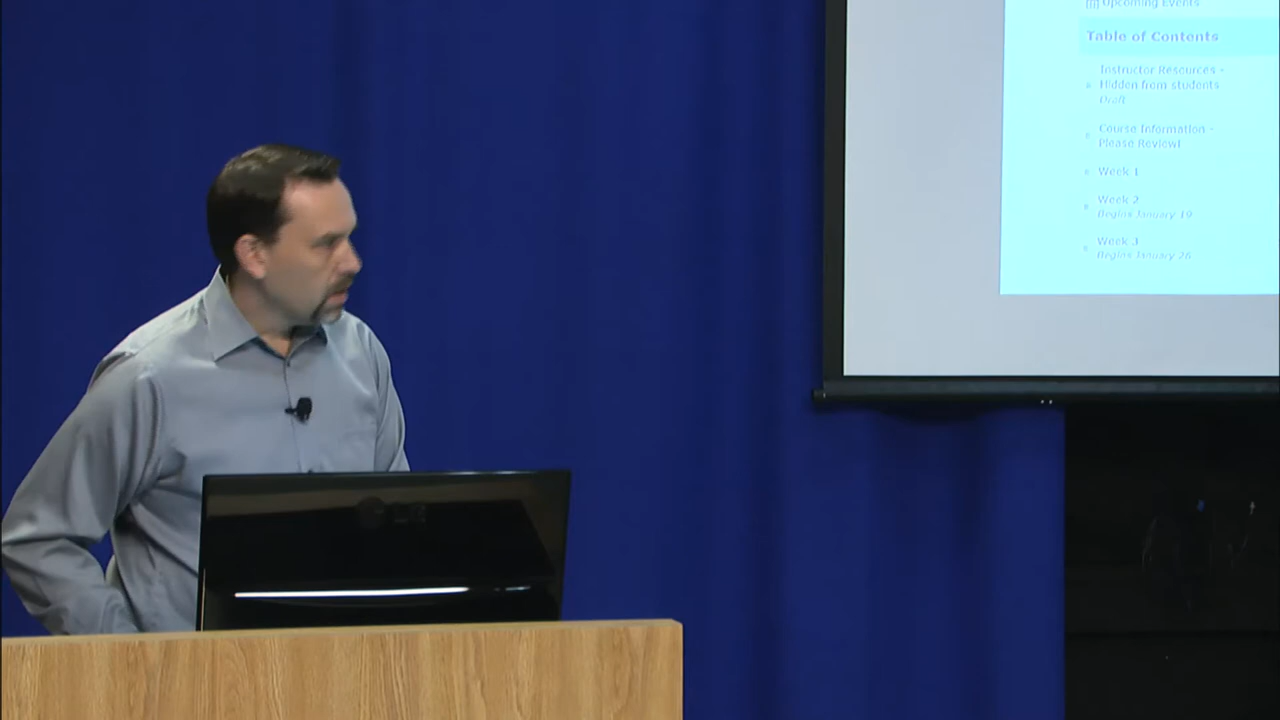 Upcoming Events
Table of Contents
Instructor Resources -
Hidden from students
Draft
Course Information -
Please Review!
Week 1
Week 2
Begins January 19
Week 3
Begins January 26